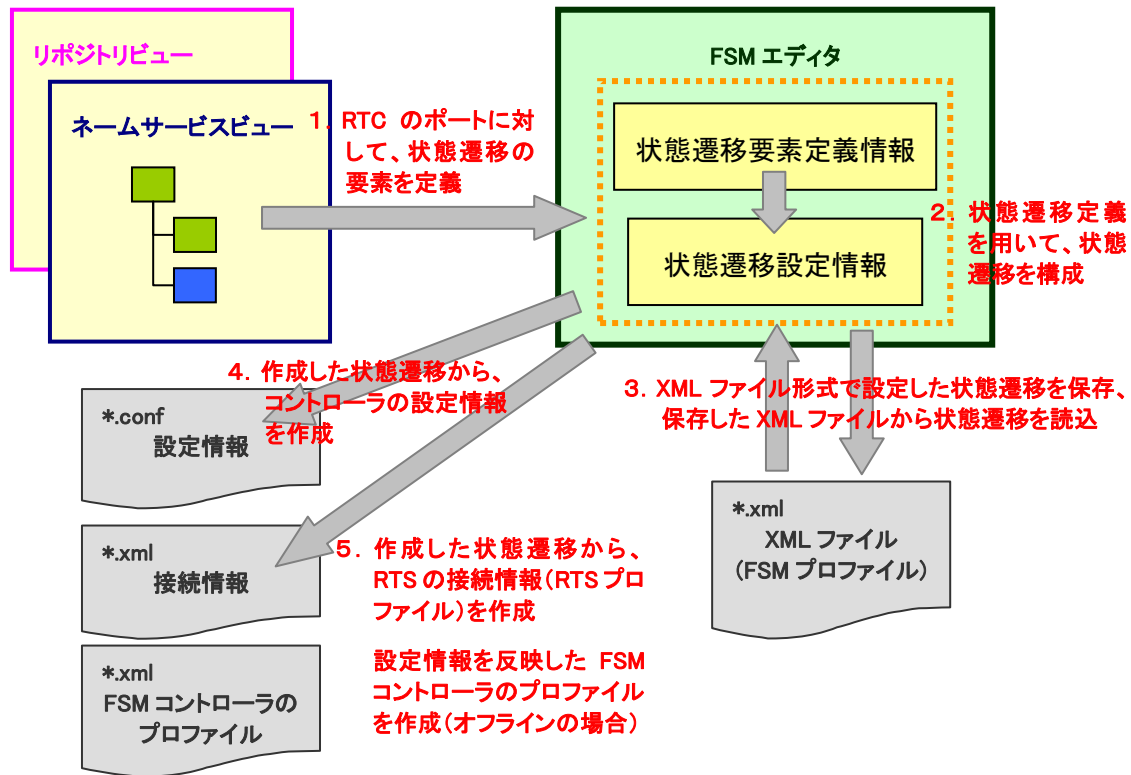 リポジトリビュー
ネームサービスビュー
1. RTC のポートに対
して、状態遷移の
要素を定義
FSM エディタ
状態遷移要素定義情報
状態遷移設定情報
2. 状態遷移定義
を用いて、状態
遷移を構成
3. XML ファイル形式で設定した状態遷移を保存、
保存した XML ファイルから状態遷移を読込
4. 作成した状態遷移から、
コントローラの設定情報
を作成
*.conf
設定情報
*.xml
接続情報
5. 作成した状態遷移から、
RTS の接続情報(RTS プロ
ファイル)を作成
*.xml
XML ファイル
(FSM プロファイル)
*.xml
FSM コントローラの
プロファイル
設定情報を反映した FSM
コントローラのプロファイル
を作成(オフラインの場合)